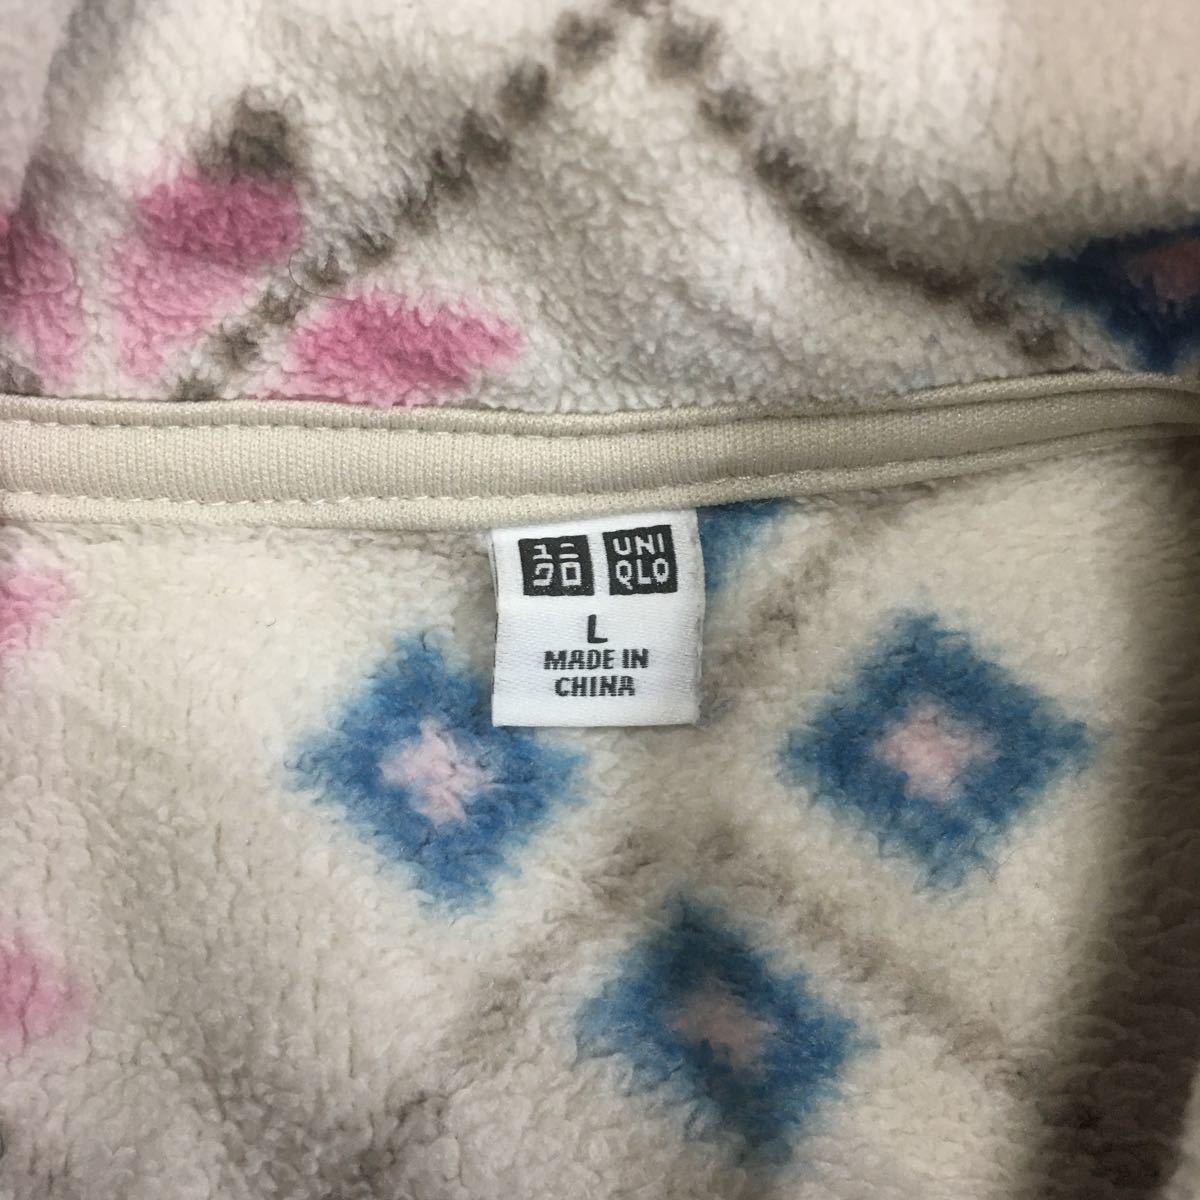 ユニ UNI
クロ QLO
L
MADE IN
CHINA